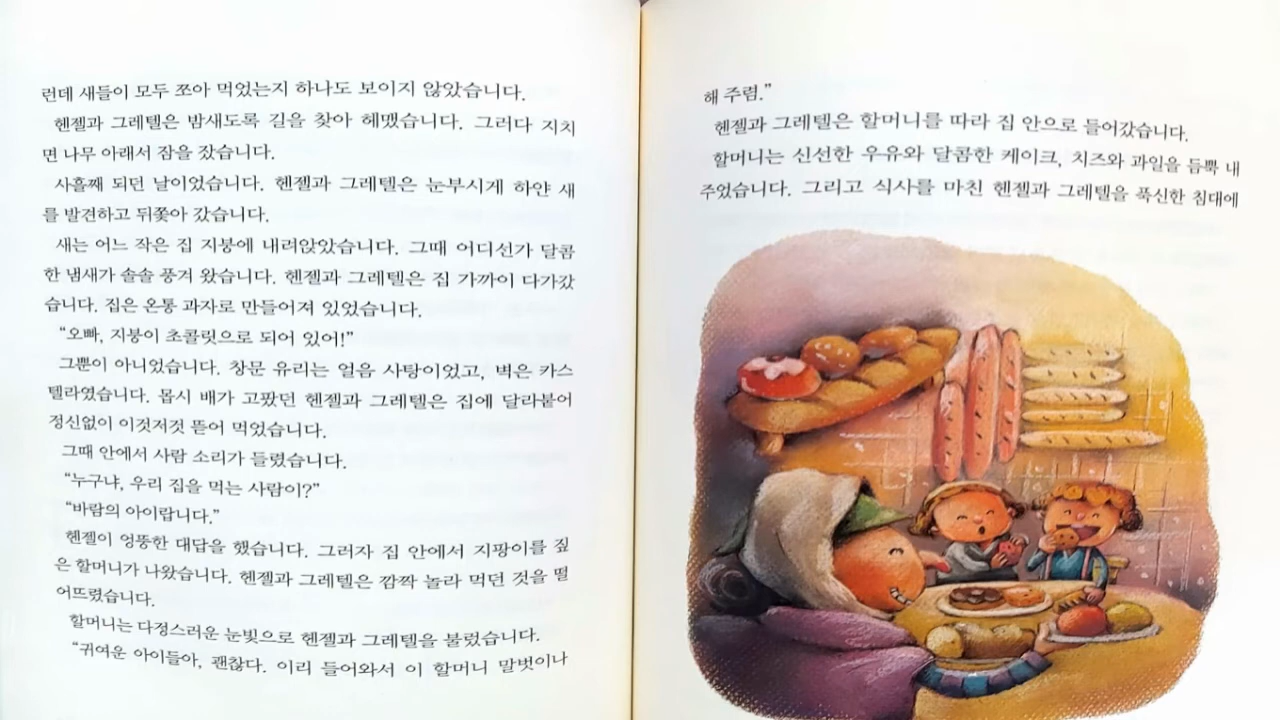 런데 새들이 모두 쪼아 먹었는지 하나도 보이지 않았습니다.
헨젤과 그레텔은 밤새도록 길을 찾아 헤맸습니다. 그러다 지치
면 나무 아래서 잠을 잤습니다.
사흘째 되던 날이었습니다. 헨젤과 그레텔은 눈부시게 하얀 새
를 발견하고 뒤쫓아 갔습니다.
새는 어느 작은 집 지붕에 내려앉았습니다. 그때 어디선가 달콤
한 냄새가 솔솔 풍겨 왔습니다. 헨젤과 그레텔은 집 가까이 다가갔
습니다. 집은 온통 과자로 만들어져 있었습니다.
“오빠, 지붕이 초콜릿으로 되어 있어!”
그뿐이 아니었습니다. 창문 유리는 얼음 사탕이었고, 벽은 카스
텔라였습니다. 몹시 배가 고팠던 헨젤과 그레텔은 집에 달라붙어
정신없이 이것저것 뜯어 먹었습니다.
그때 안에서 사람 소리가 들렸습니다.
“누구냐, 우리 집을 먹는 사람이?”
“바람의 아이랍니다.”
헨젤이 엉뚱한 대답을 했습니다. 그러자 집 안에서 지팡이를 짚
은 할머니가 나왔습니다. 헨젤과 그레텔은 깜짝 놀라 먹던 것을 떨
어뜨렸습니다.
할머니는 다정스러운 눈빛으로 헨젤과 그레텔을 불렀습니다.
“귀여운 아이들아, 괜찮다. 이리 들어와서 이 할머니 말벗이나
해 주렴.”
헨젤과 그레텔은 할머니를 따라 집 안으로 들어갔습니다.
할머니는 신선한 우유와 달콤한 케이크, 치즈와 과일을 듬뿍 내
주었습니다. 그리고 식사를 마친 헨젤과 그레텔을 푹신한 침대에